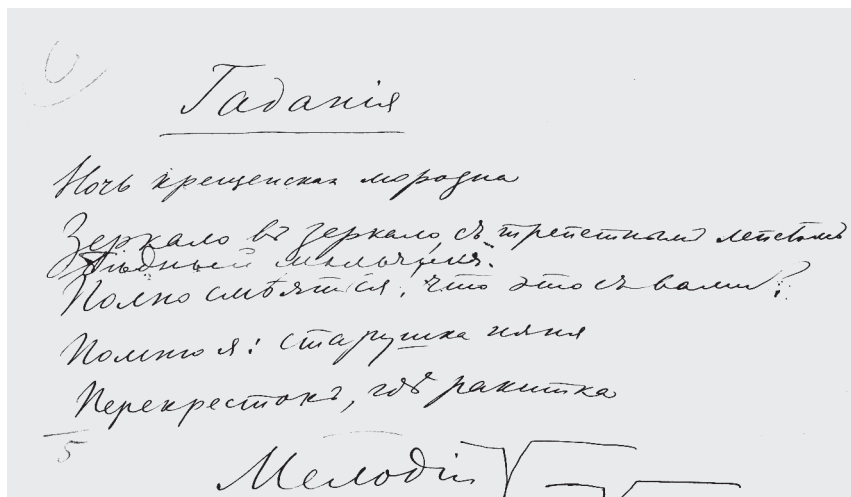 Гаданія
Ночь крещенская морозна
Зеркало въ зеркало, съ трепетнымъ лепетомъ
Полно смѣятся, что это съ вами?
Помню я: старушка няня
Перекрестокъ, гдѣ ракитка
5
Мелодіи